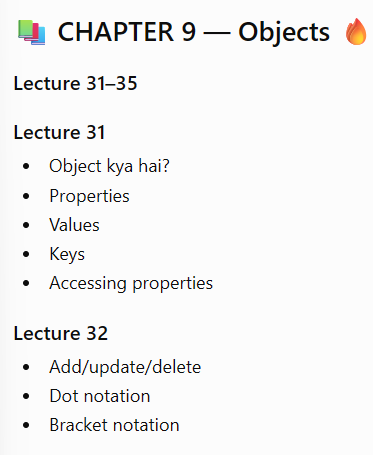 📚 CHAPTER 9 — Objects 🔥
Lecture 31–35
Lecture 31
• Object kya hai?
• Properties
• Values
• Keys
• Accessing properties
Lecture 32
• Add/update/delete
• Dot notation
• Bracket notation